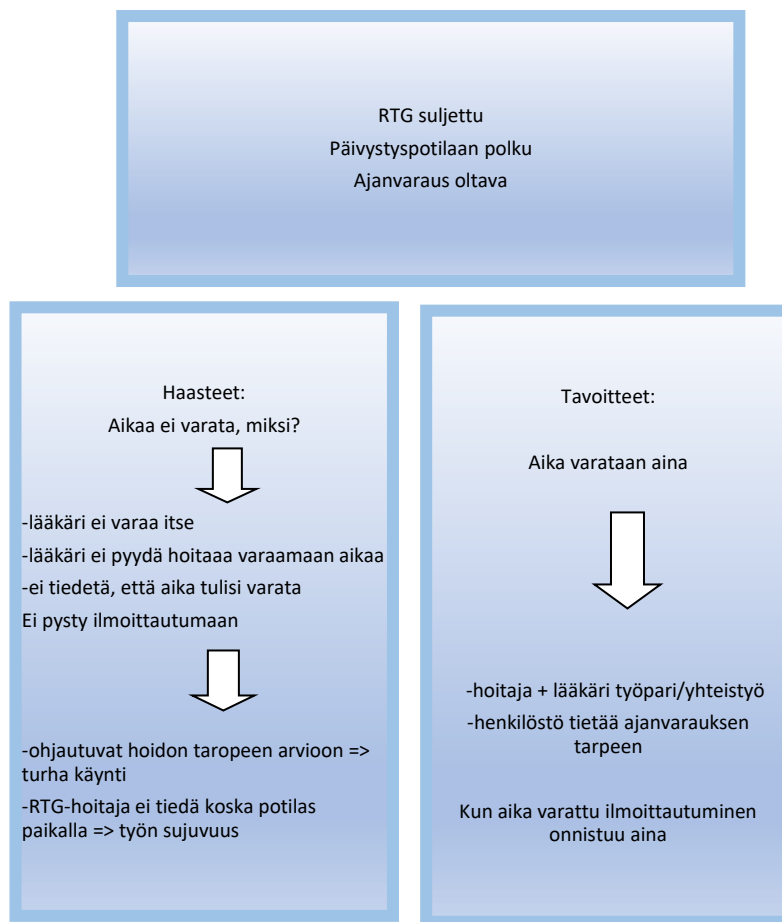 RTG suljettu
Päivystyspotilaan polku
Ajanvaraus oltava
Haasteet:
Aikaa ei varata, miksi?
-lääkäri ei varaa itse
-lääkäri ei pyydä hoitaaa varaamaan aikaa
-ei tiedetä, että aika tulisi varata
Ei pysty ilmoittautumaan
-ohjautuvat hoidon taropeen arvioon =>
turha käynti
-RTG-hoitaja ei tiedä koska potilas
paikalla => työn sujuvuus
Tavoitteet:
Aika varataan aina
-hoitaja + lääkäri työpari/yhteistyö
-henkilöstö tietää ajanvarauksen
tarpeen
Kun aika varattu ilmoittautuminen
onnistuu aina